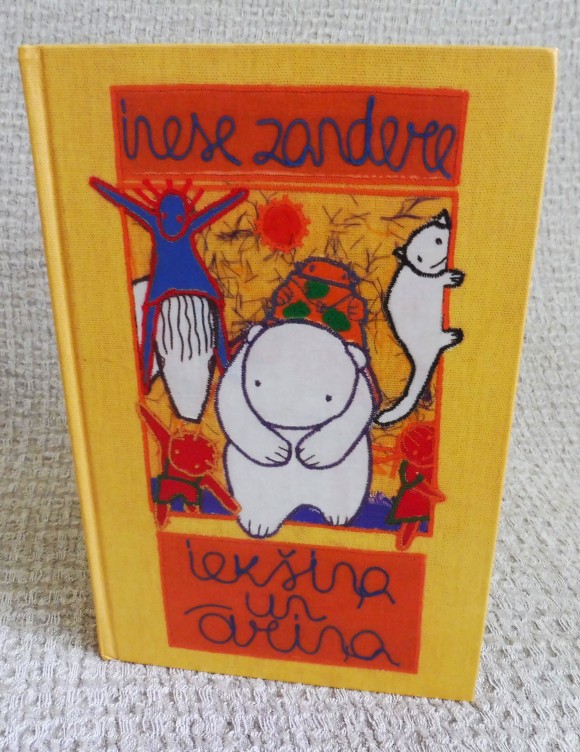 inese zandere
iekšiņa
un
āriņa